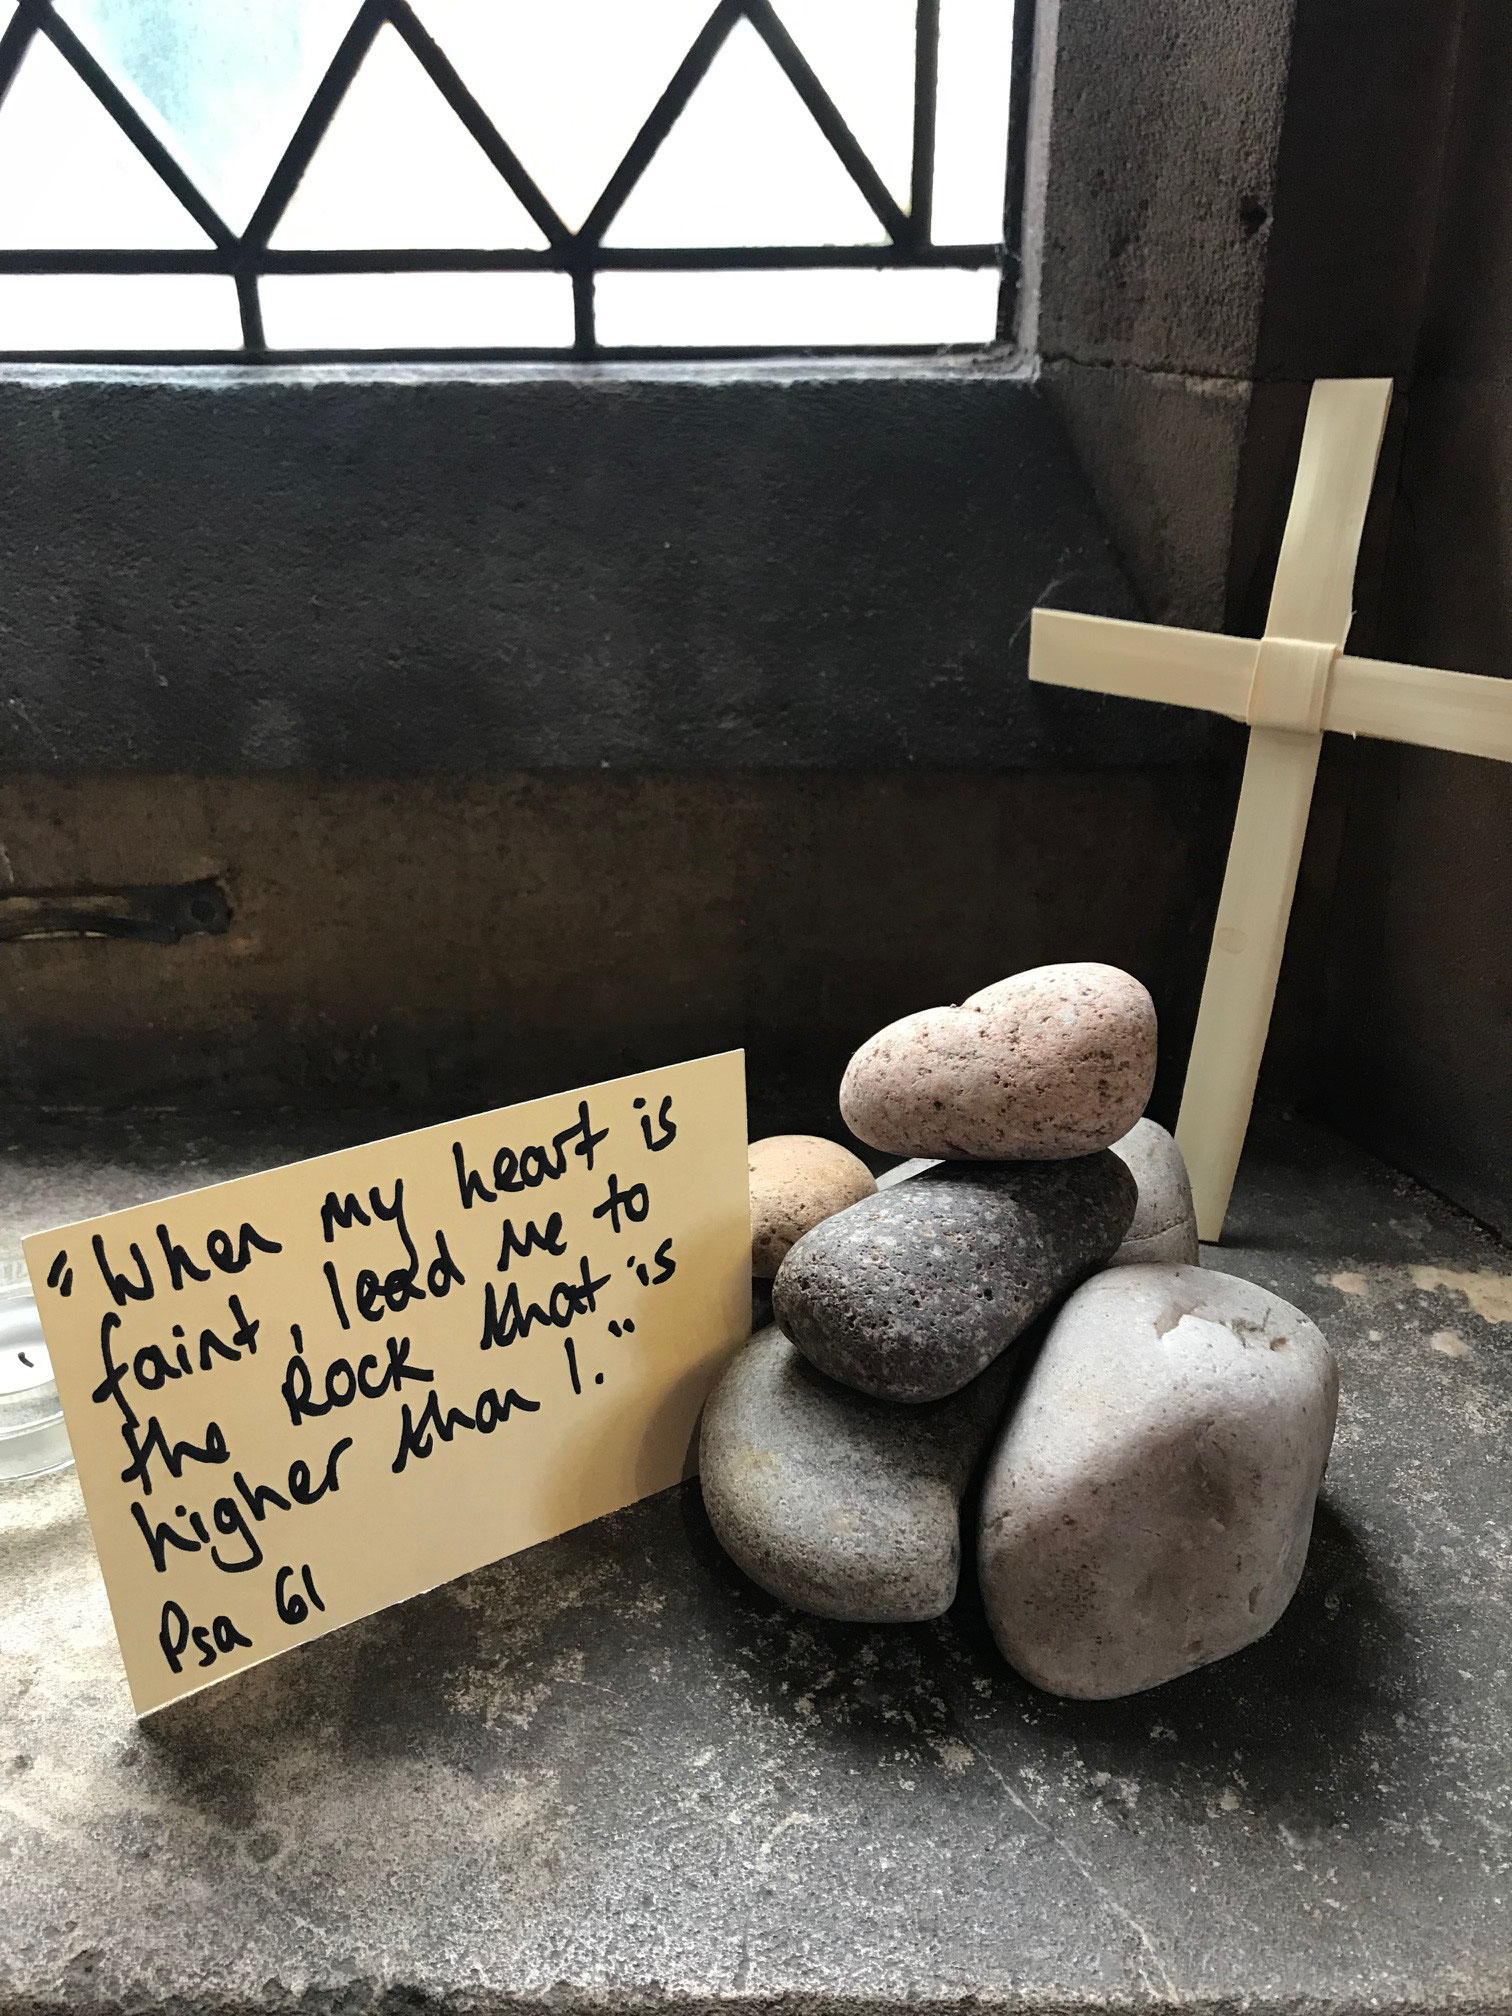 "When my heart is
faint, lead me to
the Rock that is
higher than I."
Psa 61